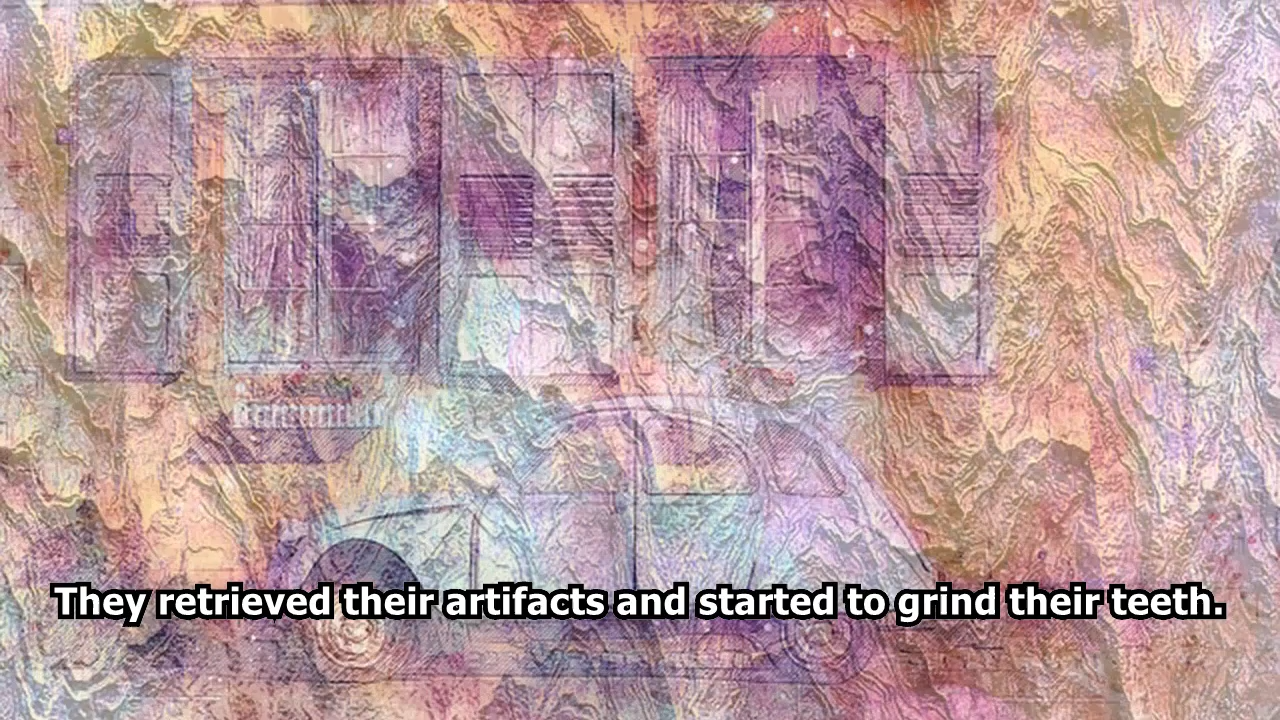 They retrieved their artifacts and started to grind their teeth.